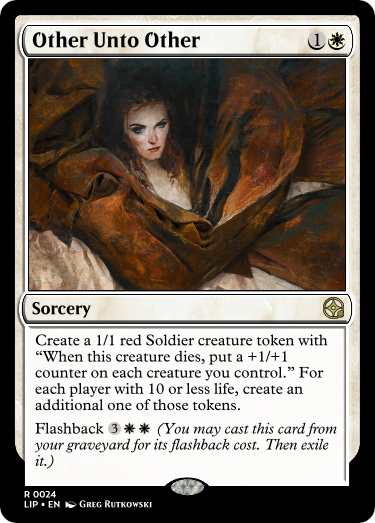 Other Unto Other 1
Sorcery
Create a 1/1 red Soldier creature token with
“When this creature dies, put a +1/+1
counter on each creature you control.” For
each player with 10 or less life, create an
additional one of those tokens.
Flashback 3 (You may cast this card from
your graveyard for its flashback cost. Then exile
it.)
R 0024
LIP • EN Greg Rutkowski